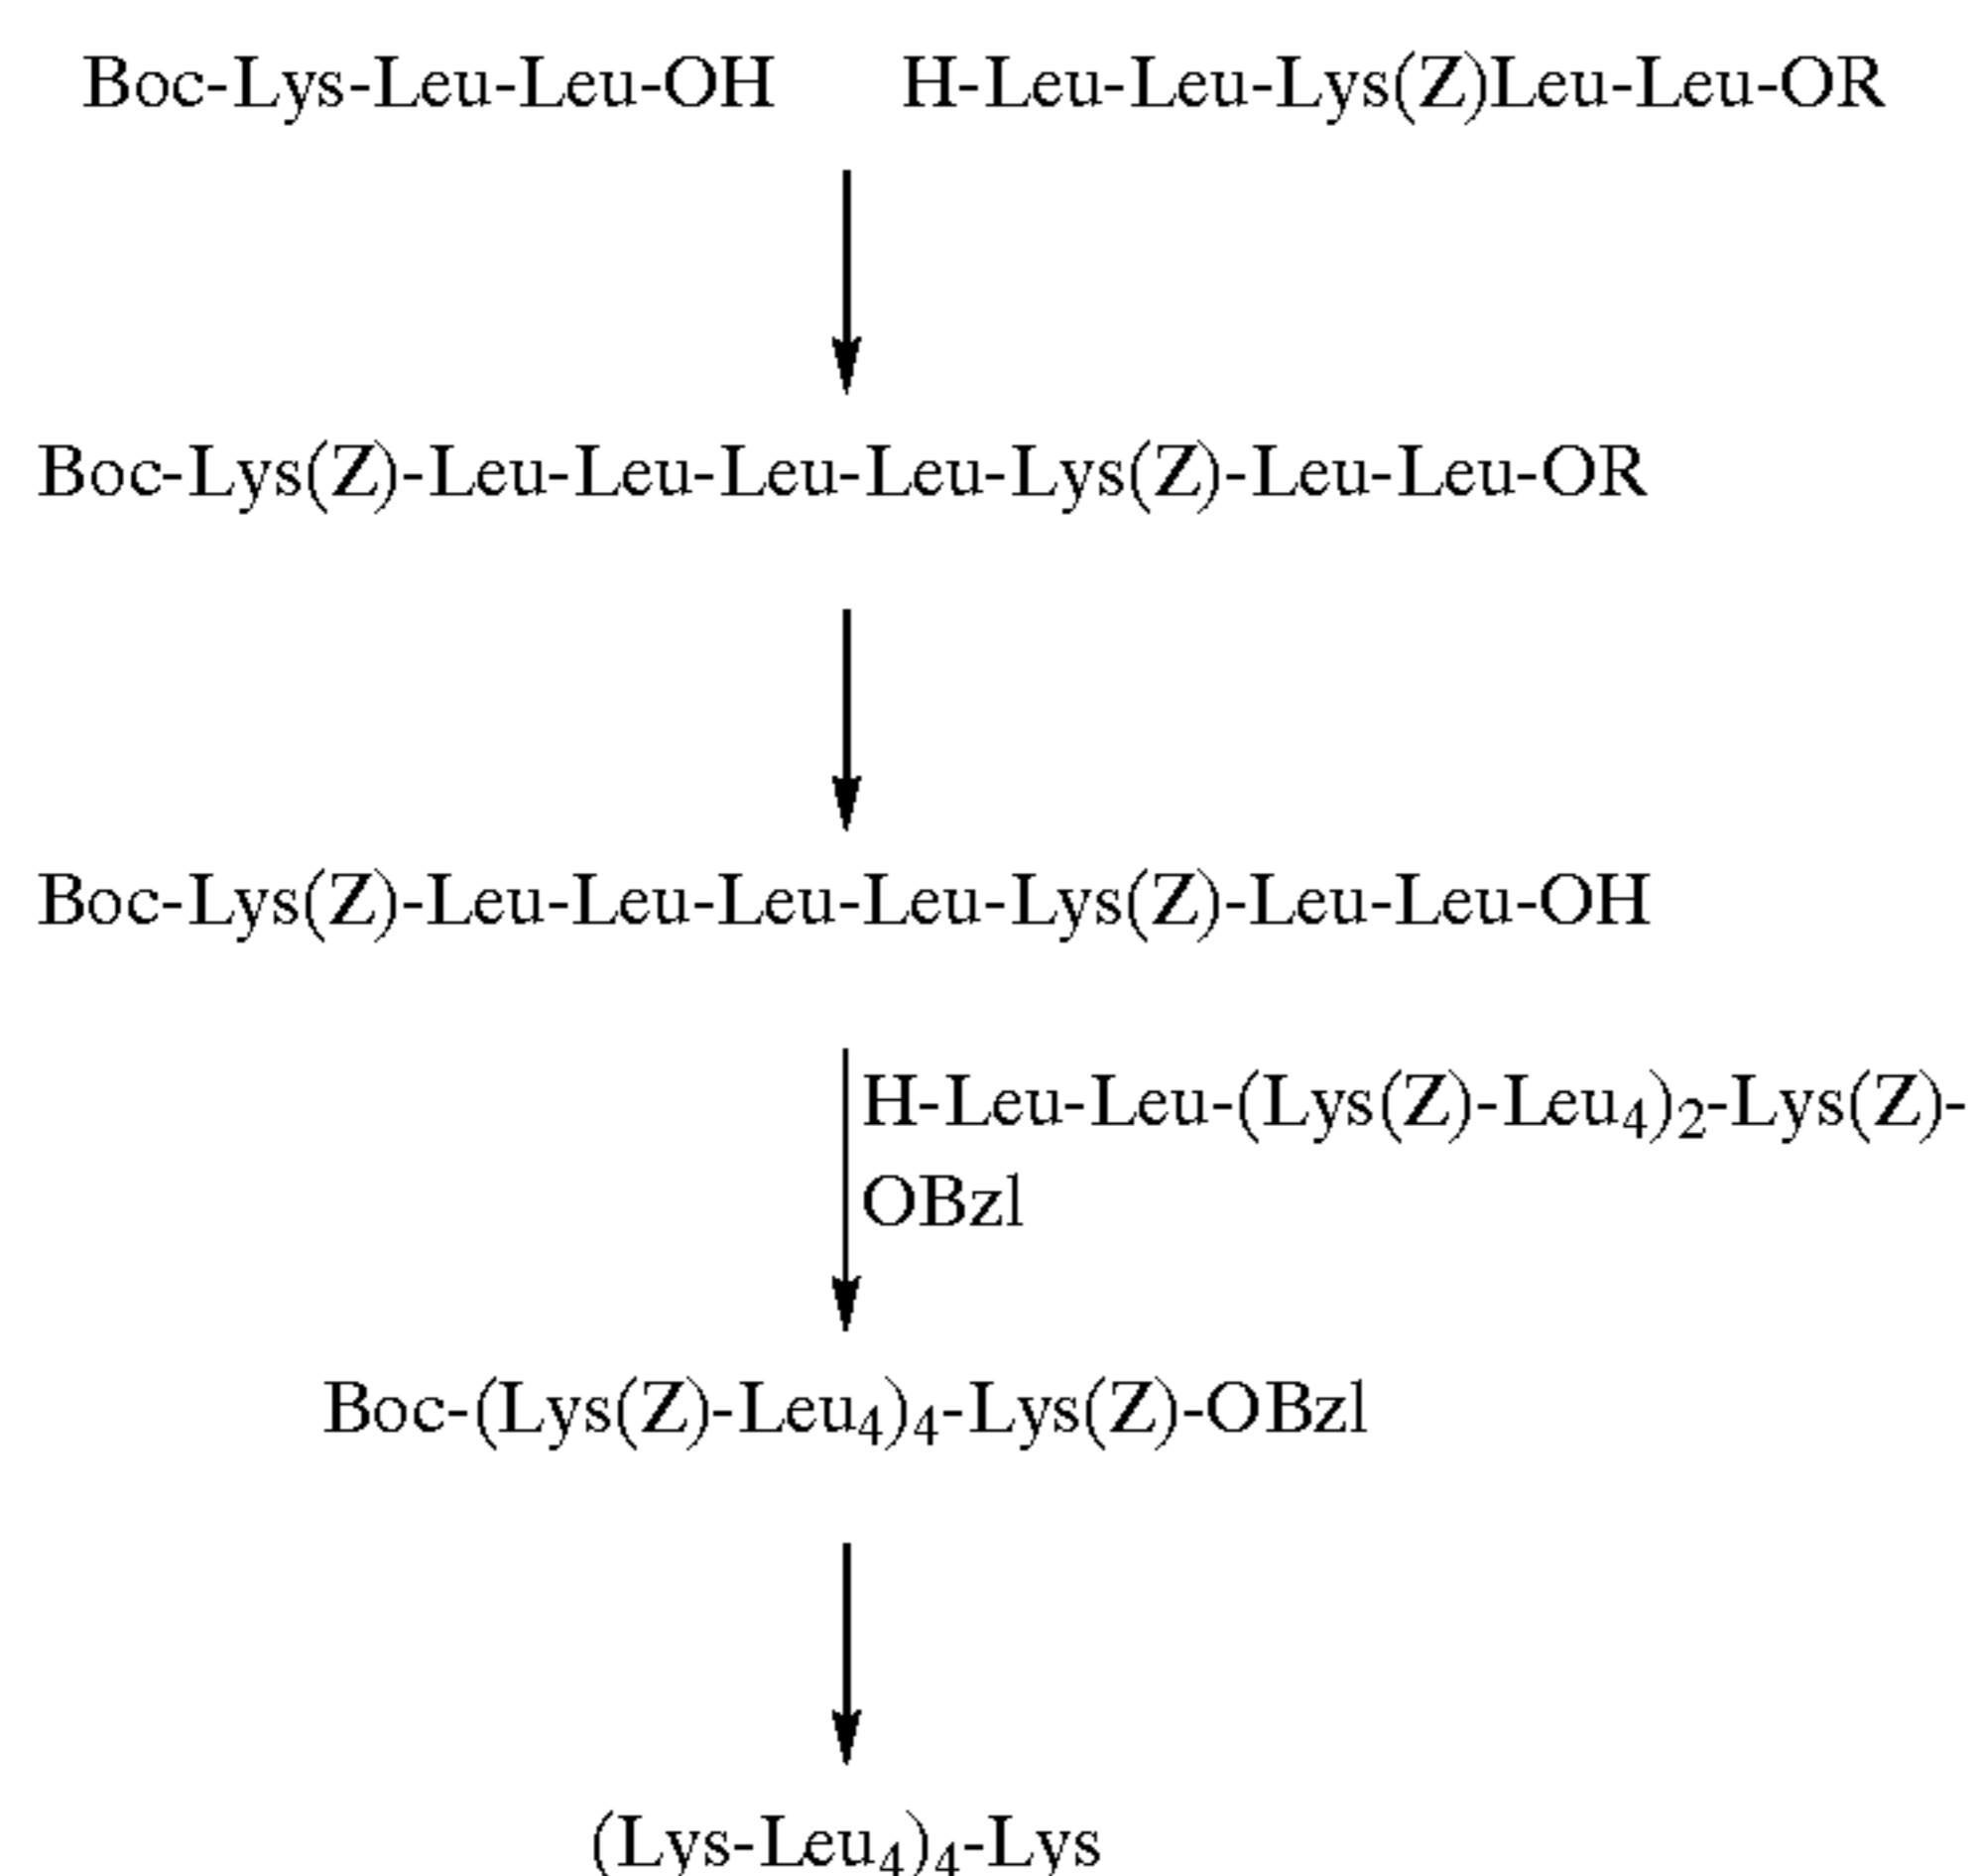 Boc-Lys-Leu-Leu-OH H-Leu-Leu-Lys(Z)Leu-Leu-OR
Boc-Lys(Z)-Leu-Leu-Leu-Leu-Lys(Z)-Leu-Leu-OR
Boc-Lys(Z)-Leu-Leu-Leu-Leu-Lys(Z)-Leu-Leu-OH
H-Leu-Leu-(Lys(Z)-Leu₄)₂-Lys(Z)-
OBzl
Boc-(Lys(Z)-Leu₄)₄-Lys(Z)-OBzl
(Lys-Leu₄)₄-Lys